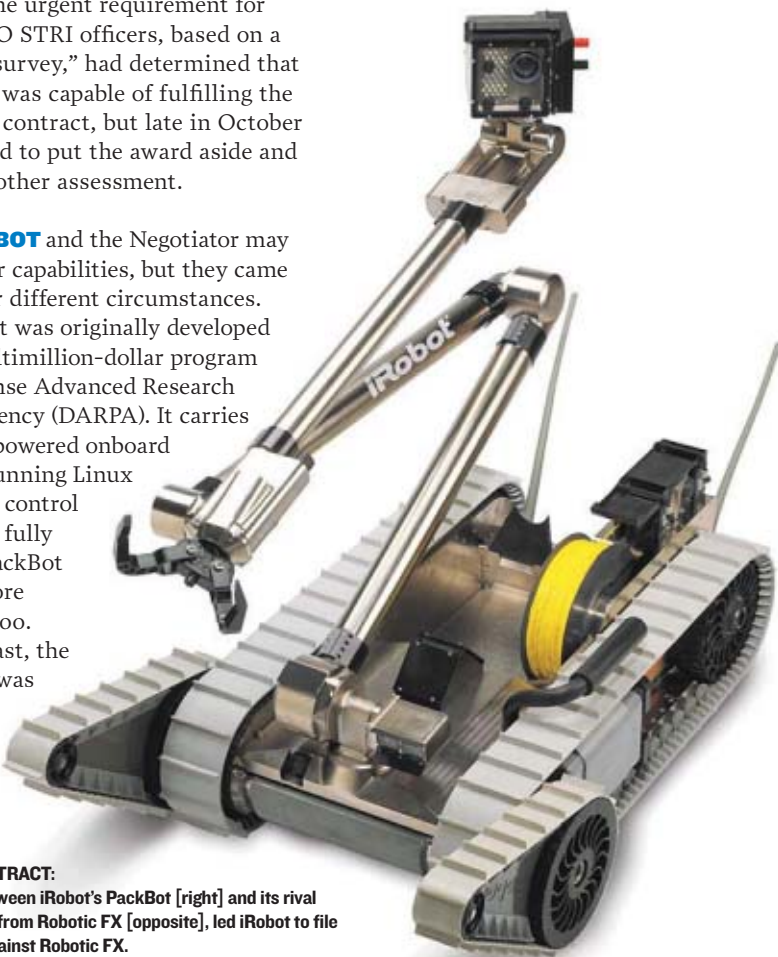 ne urgent requirement for
O STRI officers, based on a
survey,” had determined that
was capable of fulfilling the
contract, but late in October
d to put the award aside and
other assessment.
BOT and the Negotiator may
r capabilities, but they came
r different circumstances.
t was originally developed
ltimillion-dollar program
nse Advanced Research
ency (DARPA). It carries
powered onboard
unning Linux
control
fully
ackBot
ore
oo.
ast, the
was
iRobot
TRACT:
ween iRobot’s PackBot [right] and its rival
from Robotic FX [opposite], led iRobot to file
ainst Robotic FX.